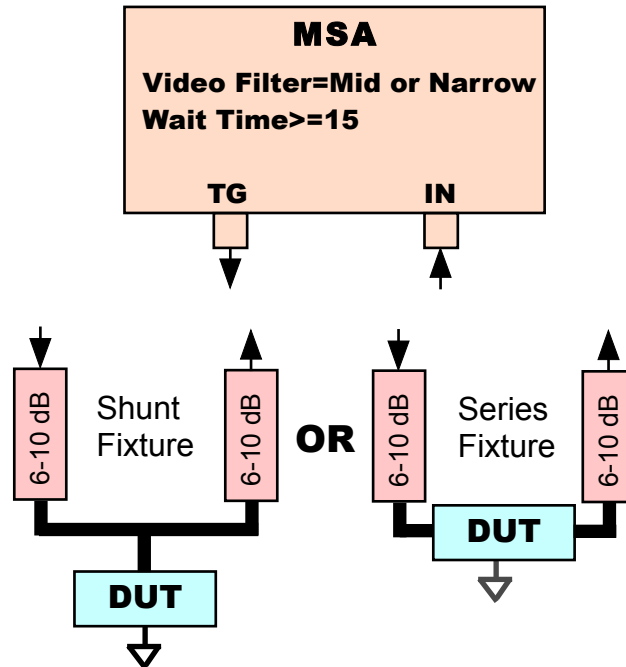 MSA
Video Filter=Mid or Narrow
Wait Time>=15
TG
IN
6-10 dB
Shunt
Fixture
6-10 dB
OR
6-10 dB
Series
Fixture
6-10 dB
DUT
DUT